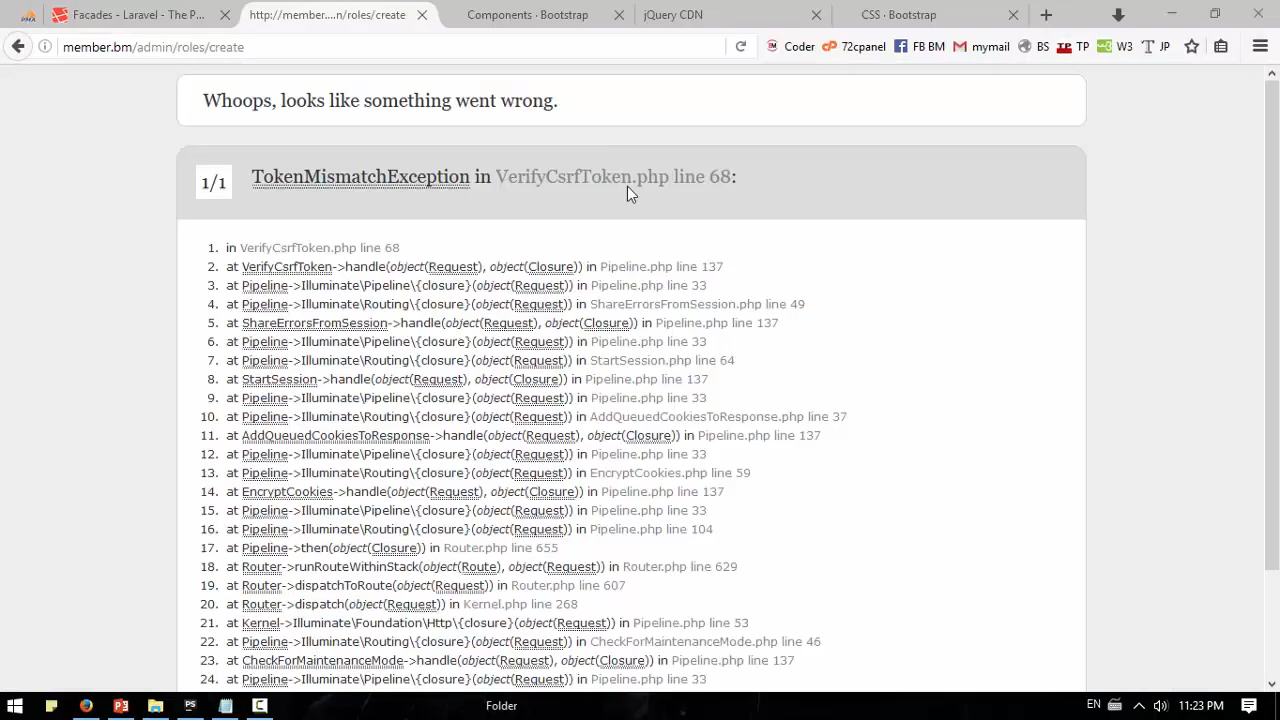 PMA
Facades - Laravel - The P...
http://member....n/roles/create
Components · Bootstrap
jQuery CDN
CSS · Bootstrap
member.bm/admin/roles/create
Coder
72cpanel
FB BM
mymail
BS
TP TP
w3 W3
T JP
Whoops, looks like something went wrong.
1/1
TokenMismatchException in VerifyCsrfToken.php line 68:
1. in VerifyCsrfToken.php line 68
2. at VerifyCsrfToken->handle(object(Request), object(Closure)) in Pipeline.php line 137
3. at Pipeline->Illuminate\Pipeline\{closure}(object(Request)) in Pipeline.php line 33
4. at Pipeline->Illuminate\Routing\{closure}(object(Request)) in ShareErrorsFromSession.php line 49
5. at ShareErrorsFromSession->handle(object(Request), object(Closure)) in Pipeline.php line 137
6. at Pipeline->Illuminate\Pipeline\{closure}(object(Request)) in Pipeline.php line 33
7. at Pipeline->Illuminate\Routing\{closure}(object(Request)) in StartSession.php line 64
8. at StartSession->handle(object(Request), object(Closure)) in Pipeline.php line 137
9. at Pipeline->Illuminate\Pipeline\{closure}(object(Request)) in Pipeline.php line 33
10. at Pipeline->Illuminate\Routing\{closure}(object(Request)) in AddQueuedCookiesToResponse.php line 37
11. at AddQueuedCookiesToResponse->handle(object(Request), object(Closure)) in Pipeline.php line 137
12. at Pipeline->Illuminate\Pipeline\{closure}(object(Request)) in Pipeline.php line 33
13. at Pipeline->Illuminate\Routing\{closure}(object(Request)) in EncryptCookies.php line 59
14. at EncryptCookies->handle(object(Request), object(Closure)) in Pipeline.php line 137
15. at Pipeline->Illuminate\Pipeline\{closure}(object(Request)) in Pipeline.php line 33
16. at Pipeline->Illuminate\Routing\{closure}(object(Request)) in Pipeline.php line 104
17. at Pipeline->then(object(Closure)) in Router.php line 655
18. at Router->runRouteWithinStack(object(Route), object(Request)) in Router.php line 629
19. at Router->dispatchToRoute(object(Request)) in Router.php line 607
20. at Router->dispatch(object(Request)) in Kernel.php line 268
21. at Kernel->Illuminate\Foundation\Http\{closure}(object(Request)) in Pipeline.php line 53
22. at Pipeline->Illuminate\Routing\{closure}(object(Request)) in CheckForMaintenanceMode.php line 46
23. at CheckForMaintenanceMode->handle(object(Request), object(Closure)) in Pipeline.php line 137
24. at Pipeline->Illuminate\Pipeline\{closure}(object(Request)) in Pipeline.php line 33
PS
Folder
EN
11:23 PM